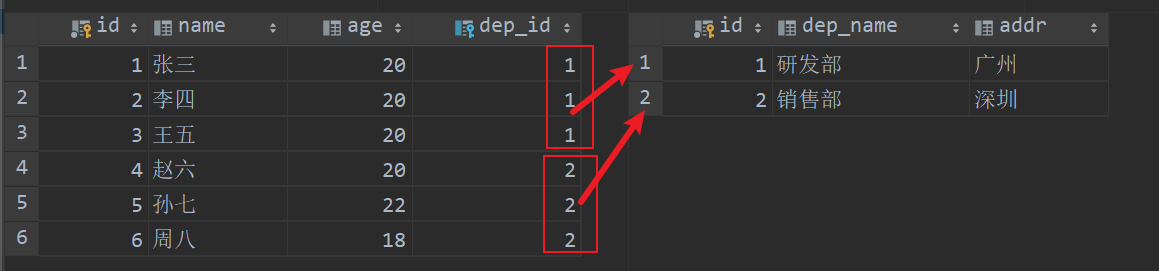 id name age dep_id
1 1 张三 20 1
2 2 李四 20 1
3 3 王五 20 1
4 4 赵六 20 2
5 5 孙七 22 2
6 6 周八 18 2
id dep_name addr
1 1 研发部 广州
2 2 销售部 深圳